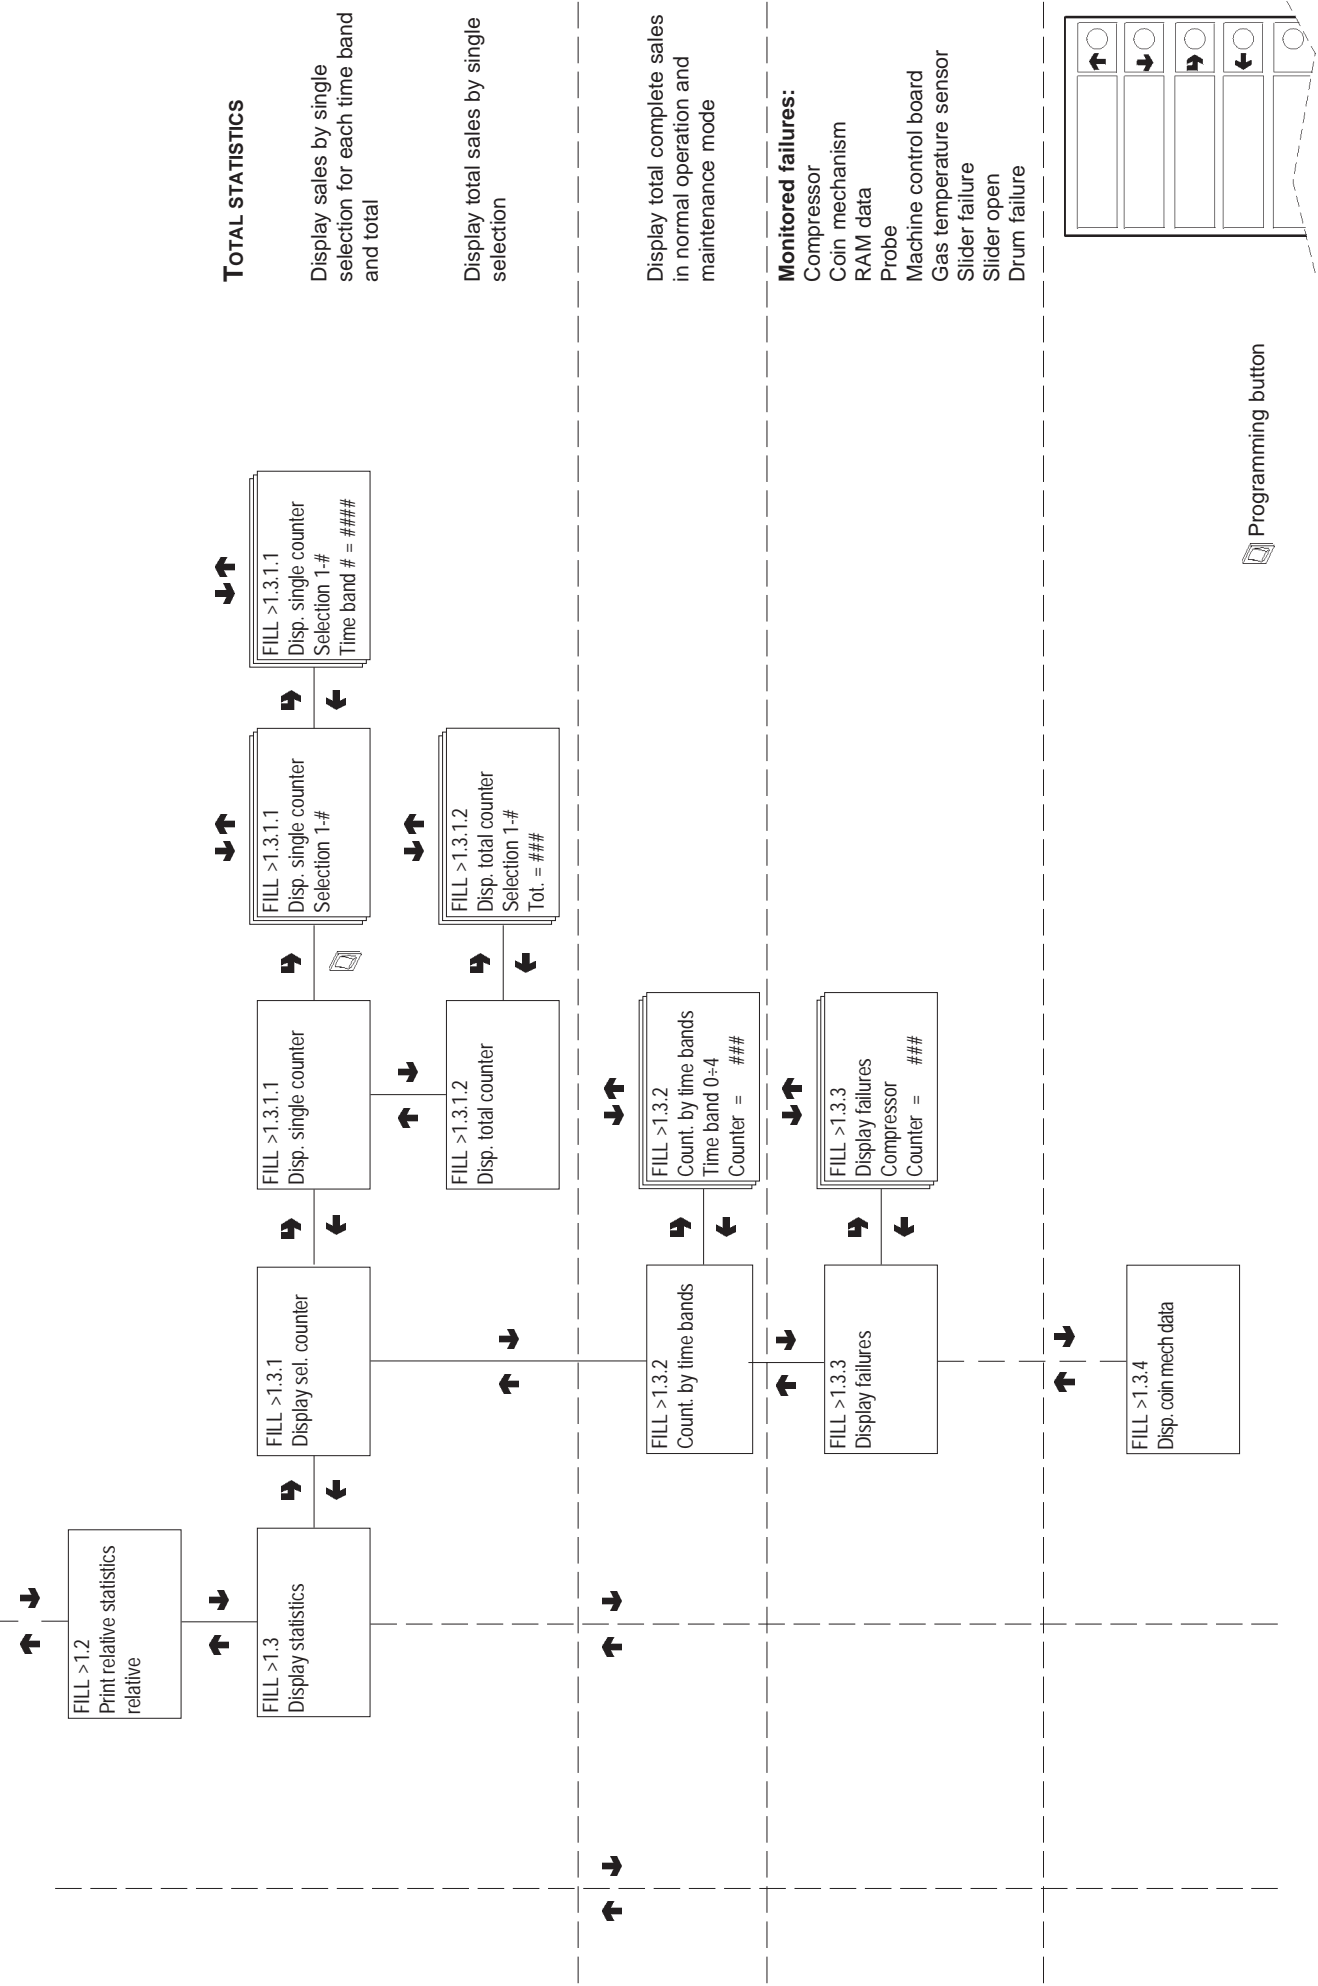 FILL >1.2
Print relative statistics
relative
FILL >1.3
Display statistics
FILL >1.3.1
Display sel. counter
FILL >1.3.1.1
Disp. single counter
FILL >1.3.1.1
Disp. single counter
Selection 1-#
FILL >1.3.1.1
Disp. single counter
Selection 1-#
Time band # = ####
TOTAL STATISTICS
Display sales by single
selection for each time band
and total
FILL >1.3.1.2
Disp. total counter
FILL >1.3.1.2
Disp. total counter
Selection 1-#
Tot. = ###
Display total sales by single
selection
FILL >1.3.2
Count. by time bands
FILL >1.3.2
Count. by time bands
Time band 0÷4
Counter = ###
Display total complete sales
in normal operation and
maintenance mode
FILL >1.3.3
Display failures
FILL >1.3.3
Display failures
Compressor
Counter = ###
Monitored failures:
Compressor
Coin mechanism
RAM data
Probe
Machine control board
Gas temperature sensor
Slider failure
Slider open
Drum failure
FILL >1.3.4
Disp. coin mech data
Programming button